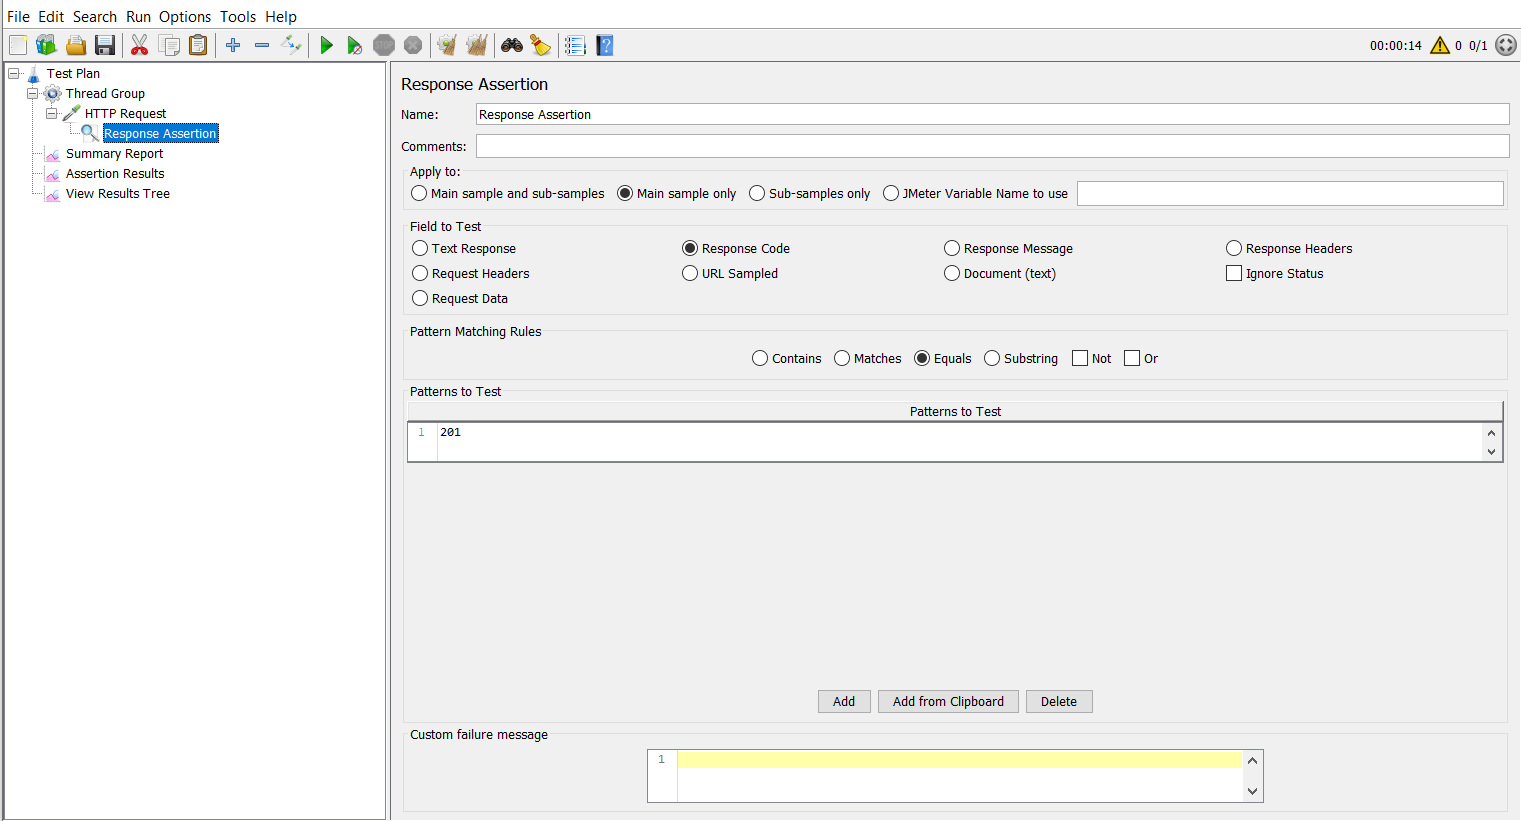 File Edit Search Run Options Tools Help
STOP 00:00:14 0 0/1
Test Plan
Thread Group
HTTP Request
Response Assertion
Summary Report
Assertion Results
View Results Tree
Response Assertion
Name: Response Assertion
Comments:
Apply to:
Main sample and sub-samples Main sample only Sub-samples only JMeter Variable Name to use
Field to Test
Text Response Response Code Response Message Response Headers
Request Headers URL Sampled Document (text) Ignore Status
Request Data
Pattern Matching Rules
Contains Matches Equals Substring Not Or
Patterns to Test
Patterns to Test
1 201
Add Add from Clipboard Delete
Custom failure message
1